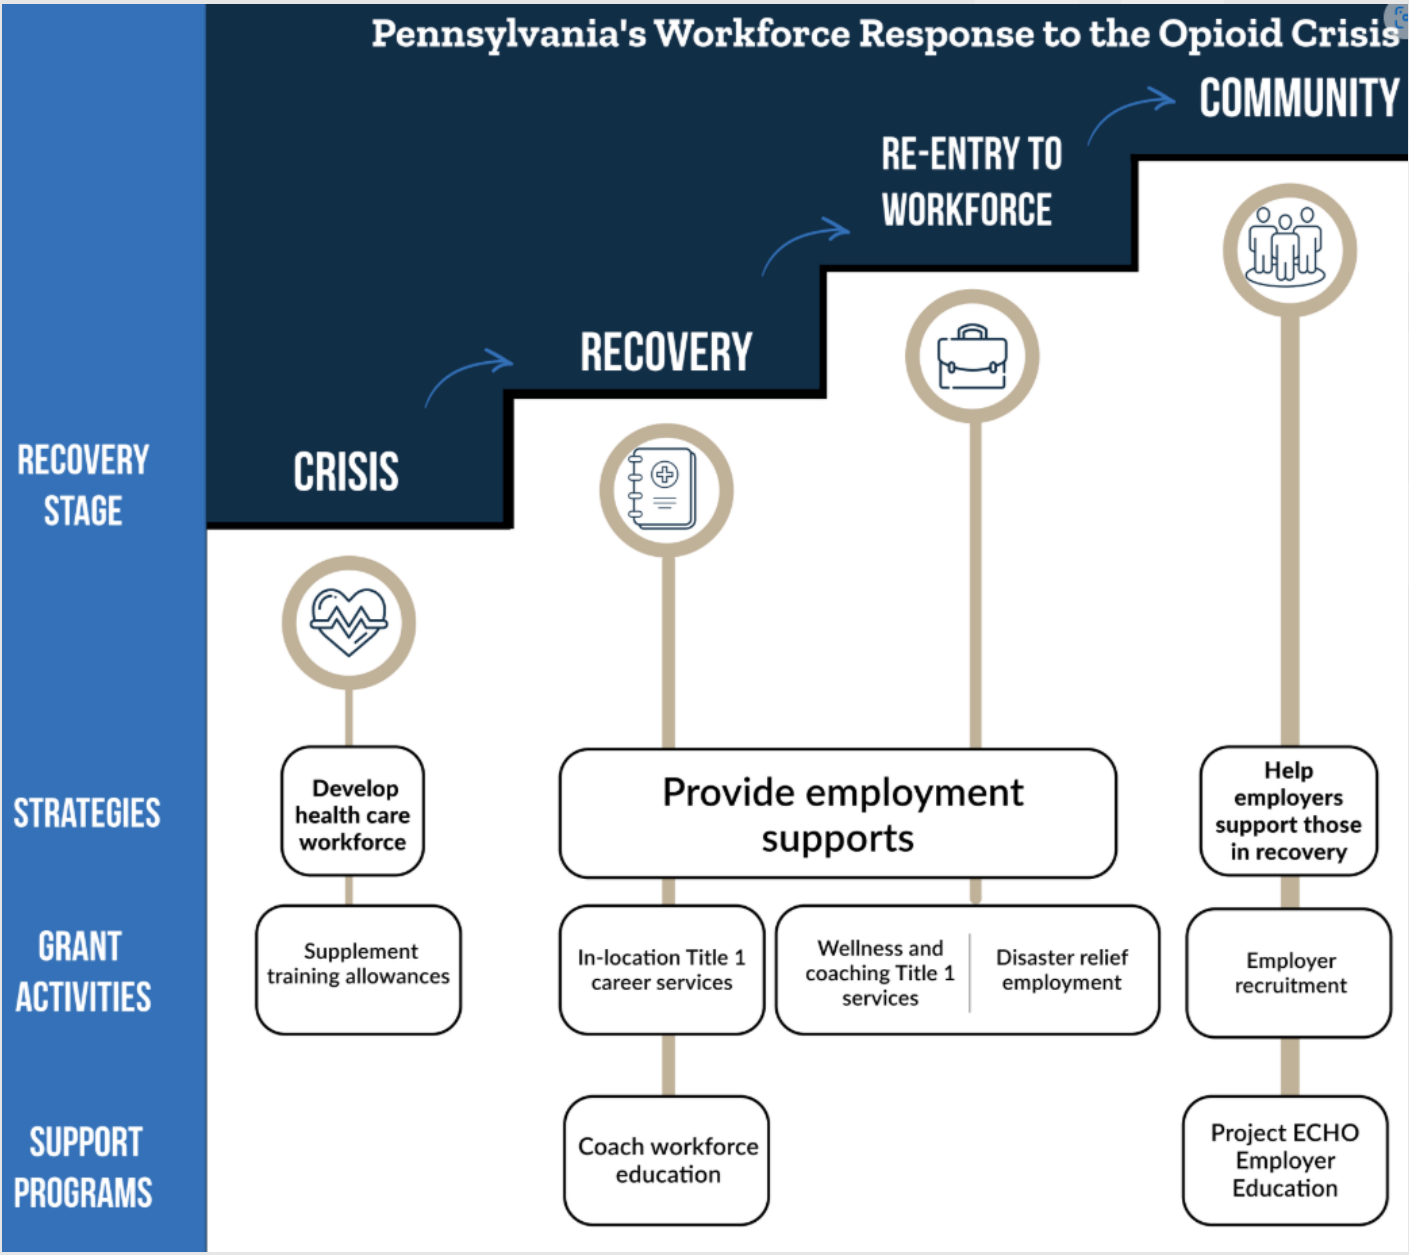 Pennsylvania's Workforce Response to the Opioid Crisis
COMMUNITY
RE-ENTRY TO
WORKFORCE
RECOVERY
CRISIS
RECOVERY
STAGE
STRATEGIES
Develop
health care
workforce
Provide employment
supports
Help
employers
support those
in recovery
GRANT
ACTIVITIES
Supplement
training allowances
In-location Title 1
career services
Wellness and
coaching Title 1
services
Disaster relief
employment
Employer
recruitment
SUPPORT
PROGRAMS
Coach workforce
education
Project ECHO
Employer
Education